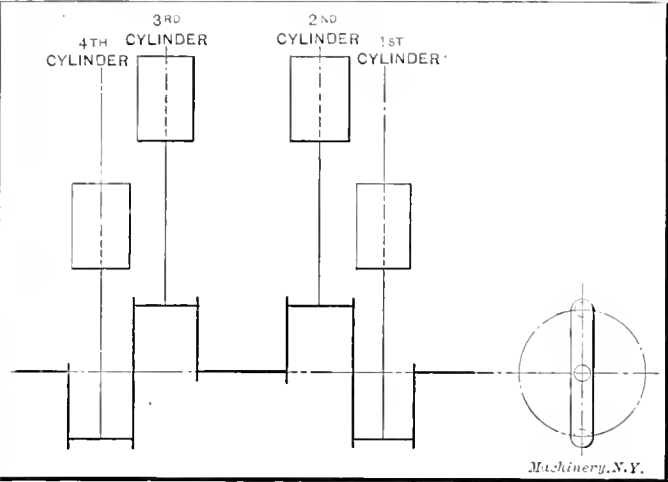 3RD
CYLINDER
2ND
CYLINDER
4TH
CYLINDER
1ST
CYLINDER
Machinery, N.Y.